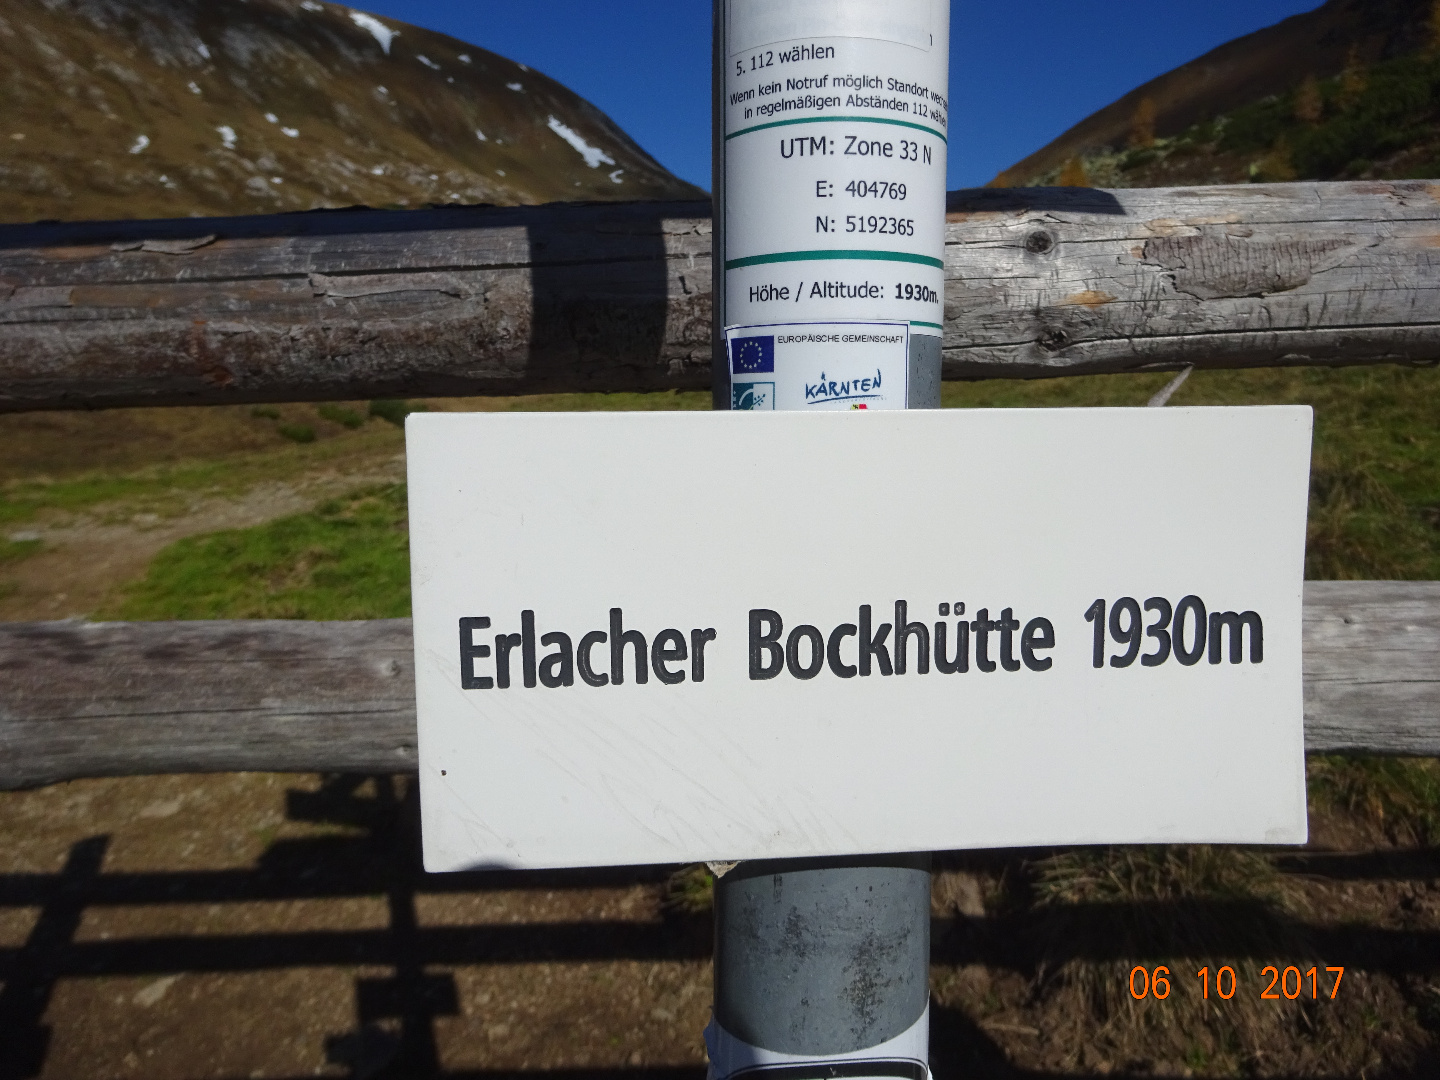 5. 112 wählen
Wenn kein Notruf möglich Standort
in regelmäßigen Abständen 112
UTM: Zone 33 N
E: 404769
N: 5192365
Höhe / Altitude: 1930m
EUROPÄISCHE GEMEINSCHAFT
KÄRNTEN
Erlacher Bockhütte 1930m
06 10 2017